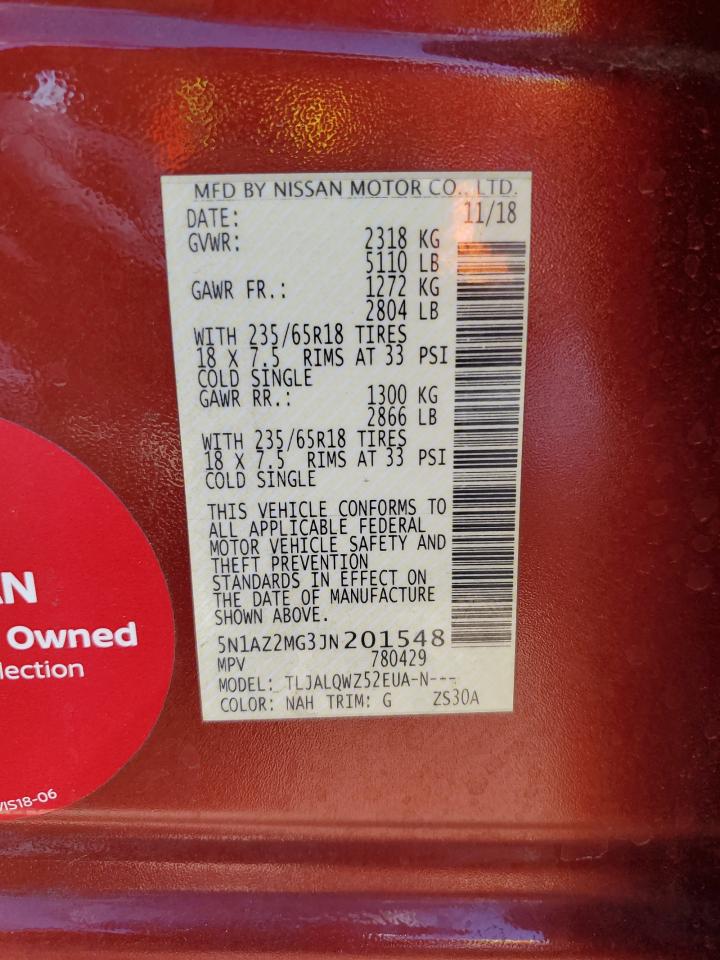 MFD BY NISSAN MOTOR CO., LTD.
DATE: 11/18
GVWR: 2318 KG
5110 LB
GAWR FR.: 1272 KG
2804 LB
WITH 235/65R18 TIRES
18 X 7.5 RIMS AT 33 PSI
COLD SINGLE
GAWR RR.: 1300 KG
2866 LB
WITH 235/65R18 TIRES
18 X 7.5 RIMS AT 33 PSI
COLD SINGLE
THIS VEHICLE CONFORMS TO
ALL APPLICABLE FEDERAL
MOTOR VEHICLE SAFETY AND
THEFT PREVENTION
STANDARDS IN EFFECT ON
THE DATE OF MANUFACTURE
SHOWN ABOVE.
5N1AZ2MG3JN201548
MPV 780429
MODEL: TLJALQWZ52EUA-N---
COLOR: NAH TRIM: G ZS30A
AN
Owned
lection
VIS18-06